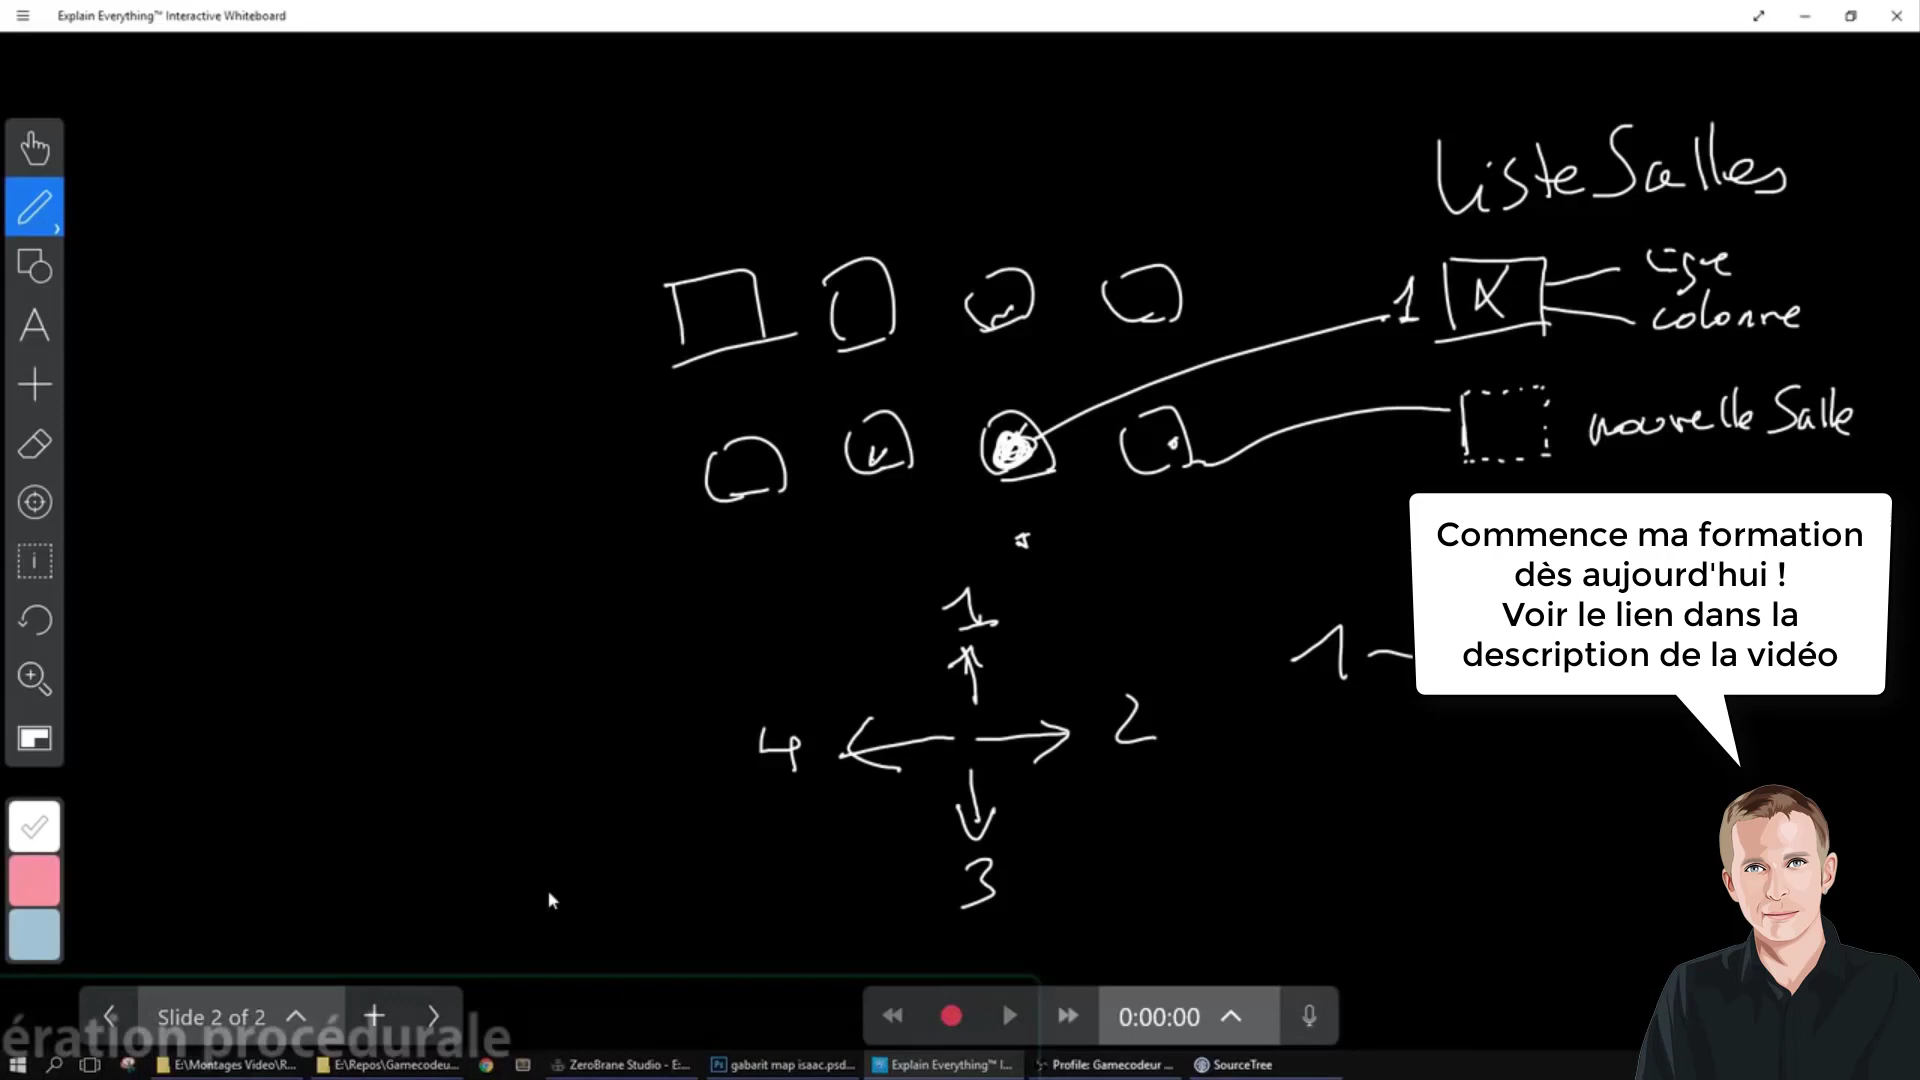 Explain Everything™ Interactive Whiteboard
ListeSalles
1
ligne
colonne
nouvelle Salle
Commence ma formation
dès aujourd'hui !
Voir le lien dans la
description de la vidéo
1
1 ~
4
2
3
Slide 2 of 2
0:00:00
ération procédurale
E:\Montages Video\R...
E:\Repos\Gamecodeu...
ZeroBrane Studio - E:...
gabarit map isaac.psd...
Explain Everything™ I...
Profile: Gamecodeur ...
SourceTree